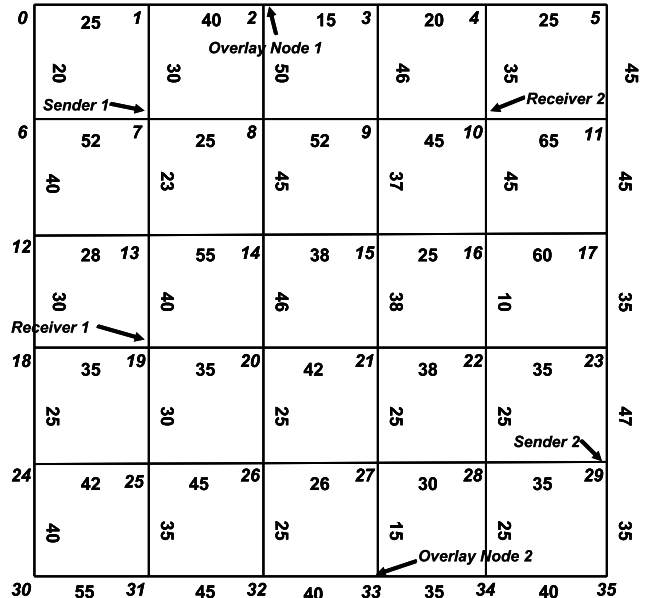 0 25 1 40 2 15 3 20 4 25 5
Overlay Node 1
20 30 50 46 35 45
Sender 1 Receiver 2
6 52 7 25 8 52 9 45 10 65 11
40 23 45 37 45 45
12 28 13 55 14 38 15 25 16 60 17
30 40 46 38 10 35
Receiver 1
18 35 19 35 20 42 21 38 22 35 23
25 30 25 25 25 47
Sender 2
24 42 25 45 26 26 27 30 28 35 29
40 35 25 15 25 35
Overlay Node 2
30 55 31 45 32 40 33 35 34 40 35